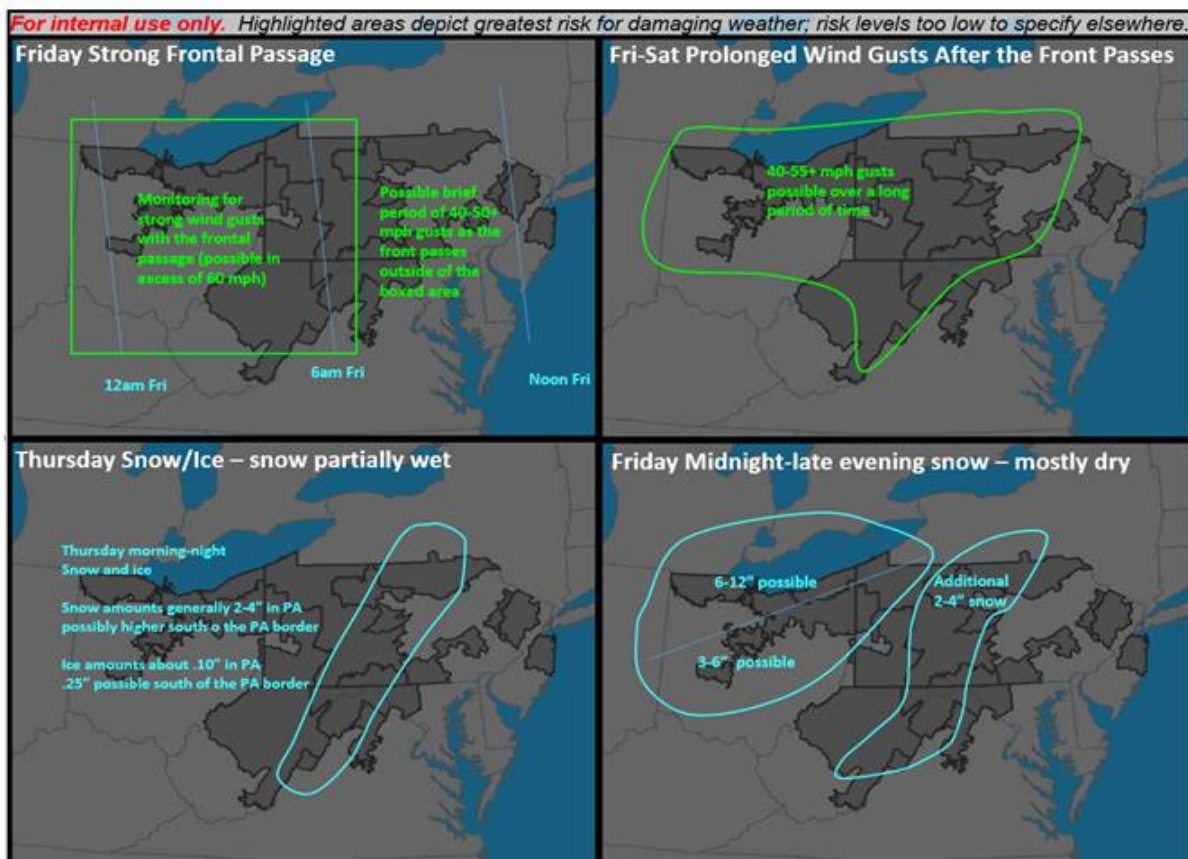 For internal use only. Highlighted areas depict greatest risk for damaging weather; risk levels too low to specify elsewhere.
Friday Strong Frontal Passage
Monitoring for
strong wind gusts
with the frontal
passage (possible in
excess of 60 mph)
Possible brief
period of 40-50+
mph gusts as the
front passes
outside of the
boxed area
12am Fri
6am Fri
Noon Fri
Fri-Sat Prolonged Wind Gusts After the Front Passes
40-55+ mph gusts
possible over a long
period of time
Thursday Snow/Ice – snow partially wet
Thursday morning-night
Snow and ice
Snow amounts generally 2-4" in PA
possibly higher south o the PA border
Ice amounts about .10" in PA
.25" possible south of the PA border
Friday Midnight-late evening snow – mostly dry
6-12" possible
3-6" possible
Additional
2-4" snow